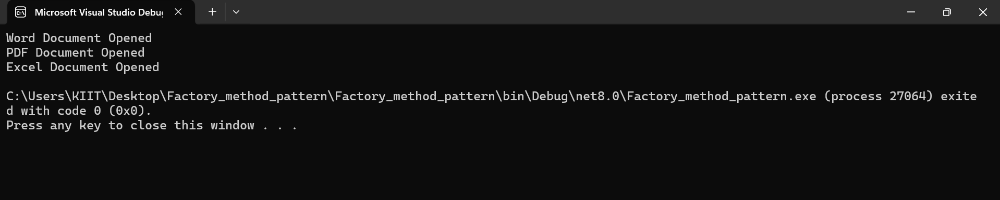 Microsoft Visual Studio Debu
Word Document Opened
PDF Document Opened
Excel Document Opened
C:\Users\KIIT\Desktop\Factory_method_pattern\Factory_method_pattern\bin\Debug\net8.0\Factory_method_pattern.exe (process 27064) exite
d with code 0 (0x0).
Press any key to close this window . . .